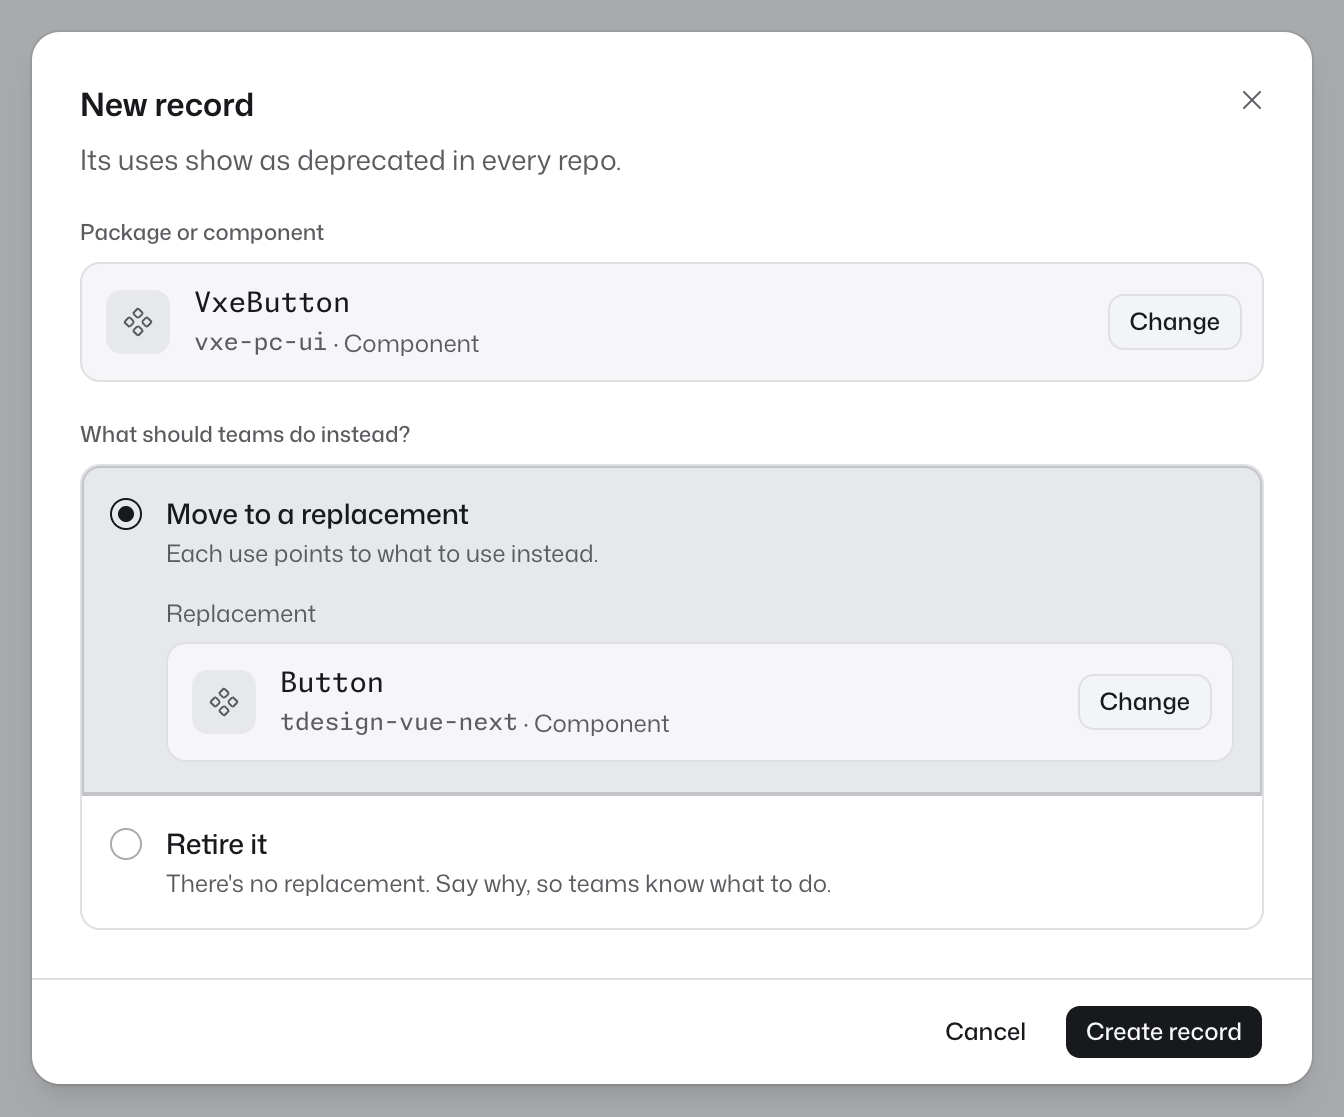 New record
Its uses show as deprecated in every repo.
Package or component
VxeButton
vxe-pc-ui · Component
Change
What should teams do instead?
Move to a replacement
Each use points to what to use instead.
Replacement
Button
tdesign-vue-next · Component
Change
Retire it
There's no replacement. Say why, so teams know what to do.
Cancel
Create record